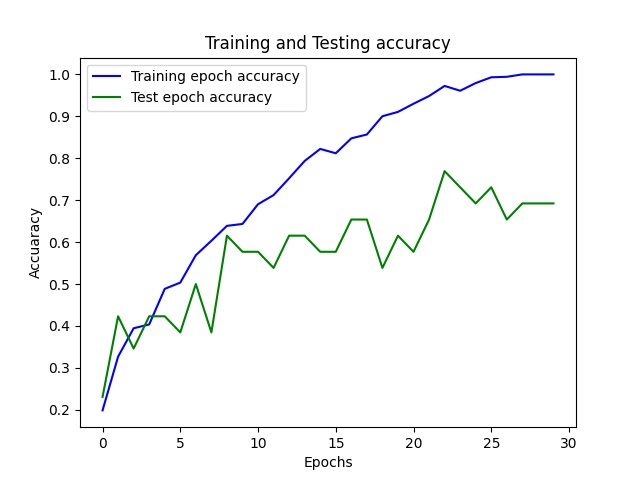 Training and Testing accuracy
Training epoch accuracy
Test epoch accuracy
1.0
0.9
0.8
0.7
0.6
0.5
0.4
0.3
0.2
Accuaracy
0 5 10 15 20 25 30
Epochs